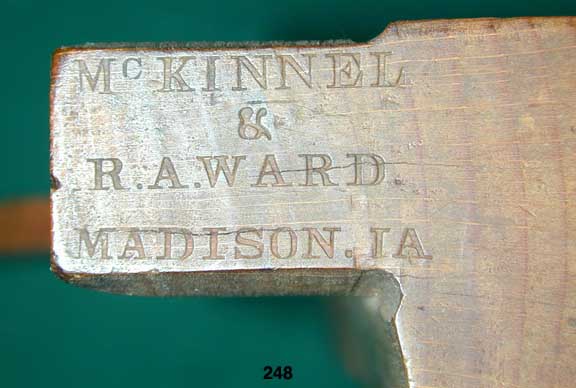 McKINNEL
&
R.A.WARD
MADISON. IA
248